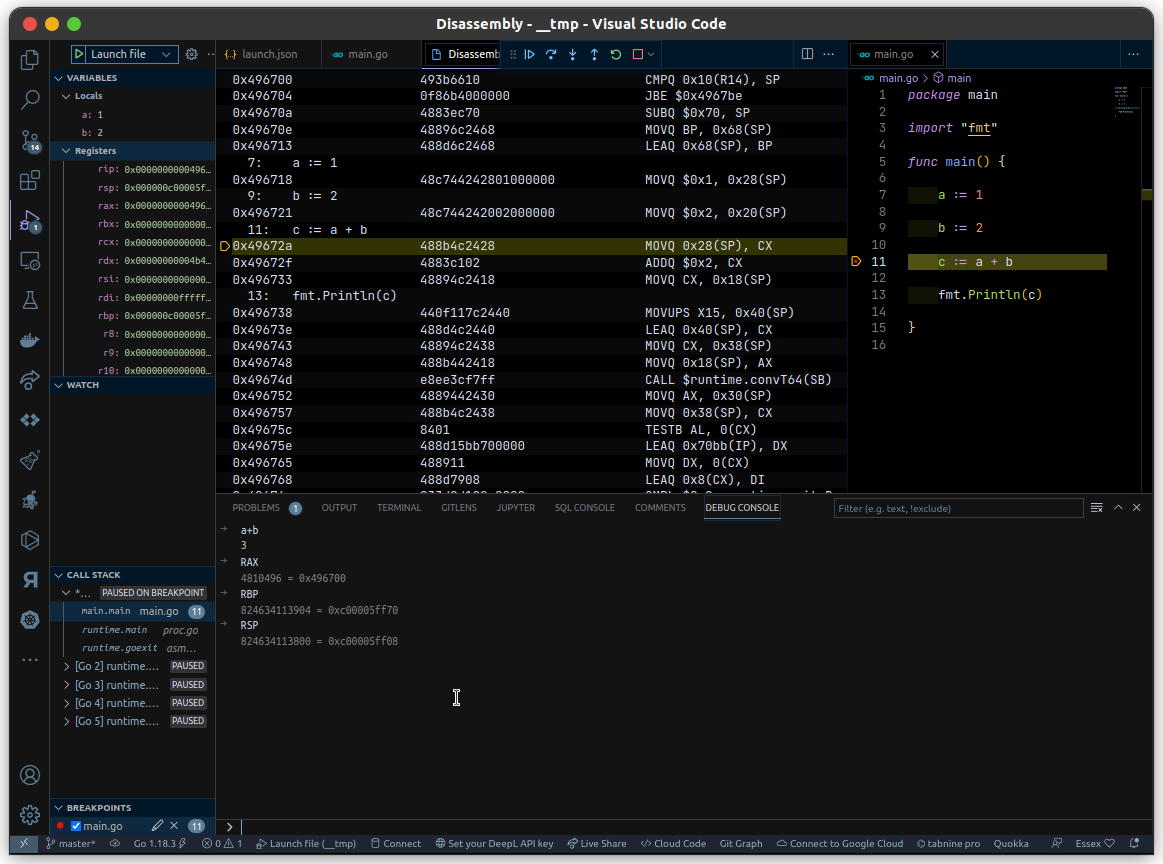 Disassembly - __tmp - Visual Studio Code
Launch file
launch.json
main.go
Disassemb
main.go
VARIABLES
Locals
a: 1
b: 2
Registers
rip: 0x0000000000496…
rsp: 0x000000c00005f…
rax: 0x0000000000496…
rbx: 0x0000000000000…
rcx: 0x0000000000000…
rdx: 0x00000000004b4…
rsi: 0x0000000000000…
rdi: 0x00000000fffff…
rbp: 0x000000c00005f…
r8: 0x0000000000000…
r9: 0x0000000000000…
r10: 0x0000000000000…
WATCH
CALL STACK
*… PAUSED ON BREAKPOINT
main.main main.go 11
runtime.main proc.go
runtime.goexit asm…
[Go 2] runtime.… PAUSED
[Go 3] runtime.… PAUSED
[Go 4] runtime.… PAUSED
[Go 5] runtime.… PAUSED
BREAKPOINTS
main.go 11
14
1
0x496700 493b6610 CMPQ 0x10(R14), SP
0x496704 0f86b4000000 JBE $0x4967be
0x49670a 4883ec70 SUBQ $0x70, SP
0x49670e 48896c2468 MOVQ BP, 0x68(SP)
0x496713 488d6c2468 LEAQ 0x68(SP), BP
7: a := 1
0x496718 48c744242801000000 MOVQ $0x1, 0x28(SP)
9: b := 2
0x496721 48c744242002000000 MOVQ $0x2, 0x20(SP)
11: c := a + b
0x49672a 488b4c2428 MOVQ 0x28(SP), CX
0x49672f 4883c102 ADDQ $0x2, CX
0x496733 48894c2418 MOVQ CX, 0x18(SP)
13: fmt.Println(c)
0x496738 440f117c2440 MOVUPS X15, 0x40(SP)
0x49673e 488d4c2440 LEAQ 0x40(SP), CX
0x496743 48894c2438 MOVQ CX, 0x38(SP)
0x496748 488b442418 MOVQ 0x18(SP), AX
0x49674d e8ee3cf7ff CALL $runtime.convT64(SB)
0x496752 4889442430 MOVQ AX, 0x30(SP)
0x496757 488b4c2438 MOVQ 0x38(SP), CX
0x49675c 8401 TESTB AL, 0(CX)
0x49675e 488d15bb700000 LEAQ 0x70bb(IP), DX
0x496765 488911 MOVQ DX, 0(CX)
0x496768 488d7908 LEAQ 0x8(CX), DI
main.go > main
1 package main
2
3 import "fmt"
4
5 func main() {
6
7 a := 1
8
9 b := 2
10
11 c := a + b
12
13 fmt.Println(c)
14
15 }
16
PROBLEMS 1 OUTPUT TERMINAL GITLENS JUPYTER SQL CONSOLE COMMENTS DEBUG CONSOLE Filter (e.g. text, !exclude)
a+b
3
RAX
4810496 = 0x496700
RBP
824634113904 = 0xc00005ff70
RSP
824634113800 = 0xc00005ff08
master* Go 1.18.3 0 1 Launch file (__tmp) Connect Set your DeepL API key Live Share Cloud Code Git Graph Connect to Google Cloud tabnine pro Quokka Essex